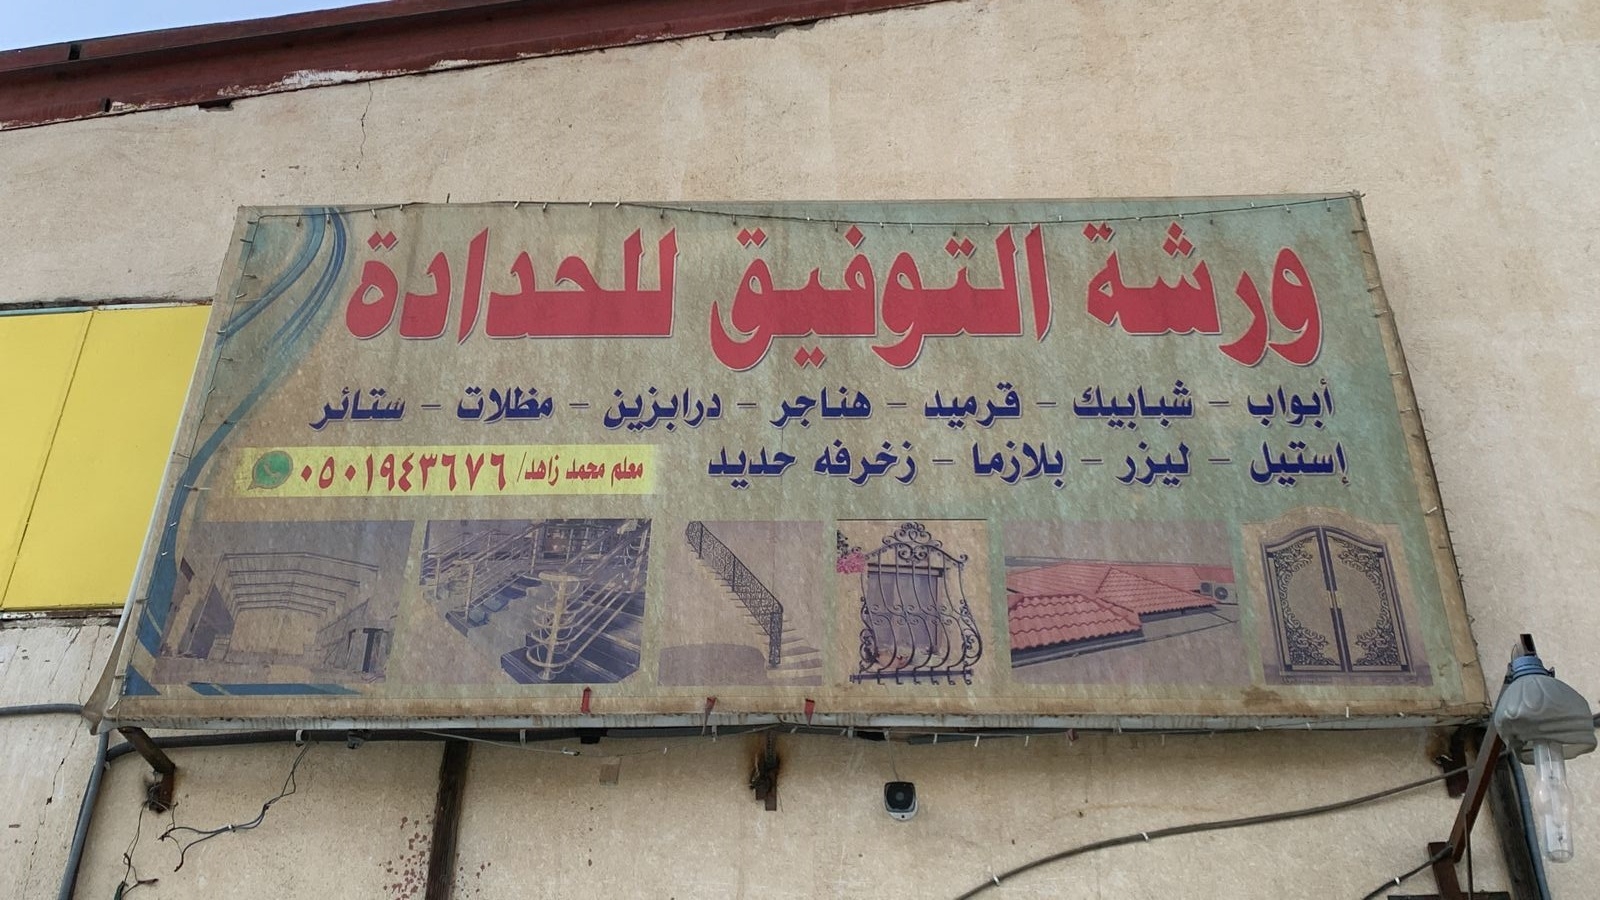 ورشة التوفيق للحدادة
أبواب - شبابيك - قرميد - هناجر - درابزين - مظلات - ستائر
إستيل - ليزر - بلازما - زخرفه حديد
معلم محمد زاهد/ ٠٥٠١٩٤٣٦٧٦